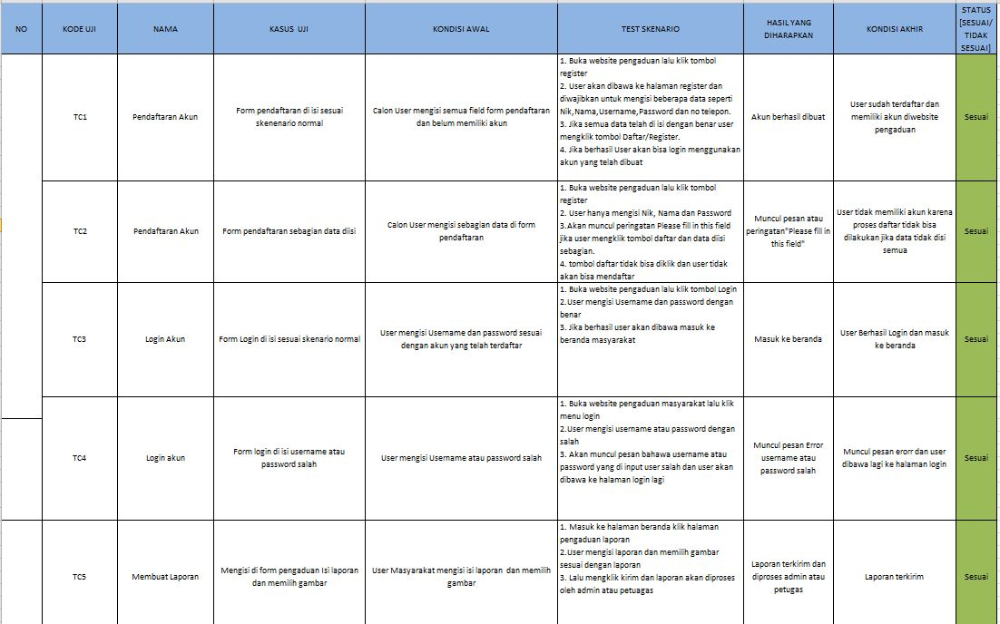 NO
KODE UJI
NAMA
KASUS UJI
KONDISI AWAL
TEST SKENARIO
HASIL YANG
DIHARAPKAN
KONDISI AKHIR
STATUS
[SESUAI/
TIDAK
SESUAI]
TC1
Pendaftaran Akun
Form pendaftaran di isi sesuai
skenenario normal
Calon User mengisi semua field form pendaftaran
dan belum memiliki akun
1. Buka website pengaduan lalu klik tombol
register
2. User akan dibawa ke halaman register dan
diwajibkan untuk mengisi beberapa data seperti
Nik,Nama,Username,Password dan no telepon.
3. Jika semua data telah di isi dengan benar user
mengklik tombol Daftar/Register.
4. Jika berhasil User akan bisa login menggunakan
akun yang telah dibuat
Akun berhasil dibuat
User sudah terdaftar dan
memiliki akun diwebsite
pengaduan
Sesuai
TC2
Pendaftaran Akun
Form pendaftaran sebagian data diisi
Calon User mengisi sebagian data di form
pendaftaran
1. Buka website pengaduan lalu klik tombol
register
2. User hanya mengisi Nik, Nama dan Password
3.Akan muncul peringatan Please fill in this field
jika user mengklik tombol daftar dan data diisi
sebagian.
4. tombol daftar tidak bisa diklik dan user tidak
akan bisa mendaftar
Muncul pesan atau
peringatan"Please fill in
this field"
User tidak memiliki akun karena
proses daftar tidak bisa
dilakukan jika data tidak disi
semua
Sesuai
TC3
Login Akun
Form Login di isi sesuai skenario normal
User mengisi Username dan password sesuai
dengan akun yang telah terdaftar
1. Buka website pengaduan lalu klik tombol Login
2.User mengisi Username dan password dengan
benar
3. Jika berhasil user akan dibawa masuk ke
beranda masyarakat
Masuk ke beranda
User Berhasil Login dan masuk
ke beranda
Sesuai
TC4
Login akun
Form login di isi username atau
password salah
User mengisi Username atau password salah
1. Buka website pengaduan masyarakat lalu klik
menu login
2.User mengisi username atau password dengan
salah
3. Akan muncul pesan bahawa username atau
password yang di input user salah dan user akan
dibawa ke halaman login lagi
Muncul pesan Error
username atau
password salah
Muncul pesan erorr dan user
dibawa lagi ke halaman login
Sesuai
TC5
Membuat Laporan
Mengisi di form pengaduan Isi laporan
dan memilih gambar
User Masyarakat mengisi isi laporan dan memilih
gambar
1. Masuk ke halaman beranda klik halaman
pengaduan laporan
2.User mengisi laporan dan memilih gambar
sesuai dengan laporan
3. Lalu mengklik kirim dan laporan akan diproses
oleh admin atau petuagas
Laporan terkirim dan
diproses admin atau
petugas
Laporan terkirim
Sesuai